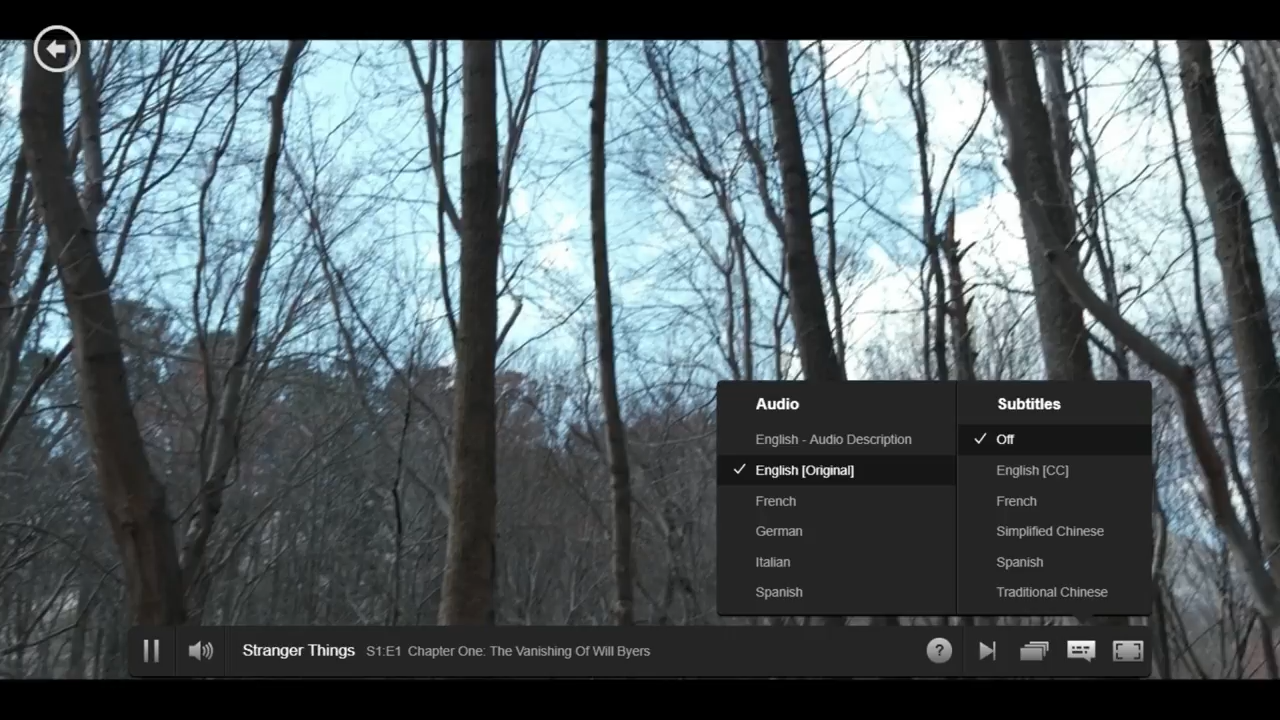 Audio
English - Audio Description
English [Original]
French
German
Italian
Spanish
Subtitles
Off
English [CC]
French
Simplified Chinese
Spanish
Traditional Chinese
Stranger Things S1:E1 Chapter One: The Vanishing Of Will Byers
?